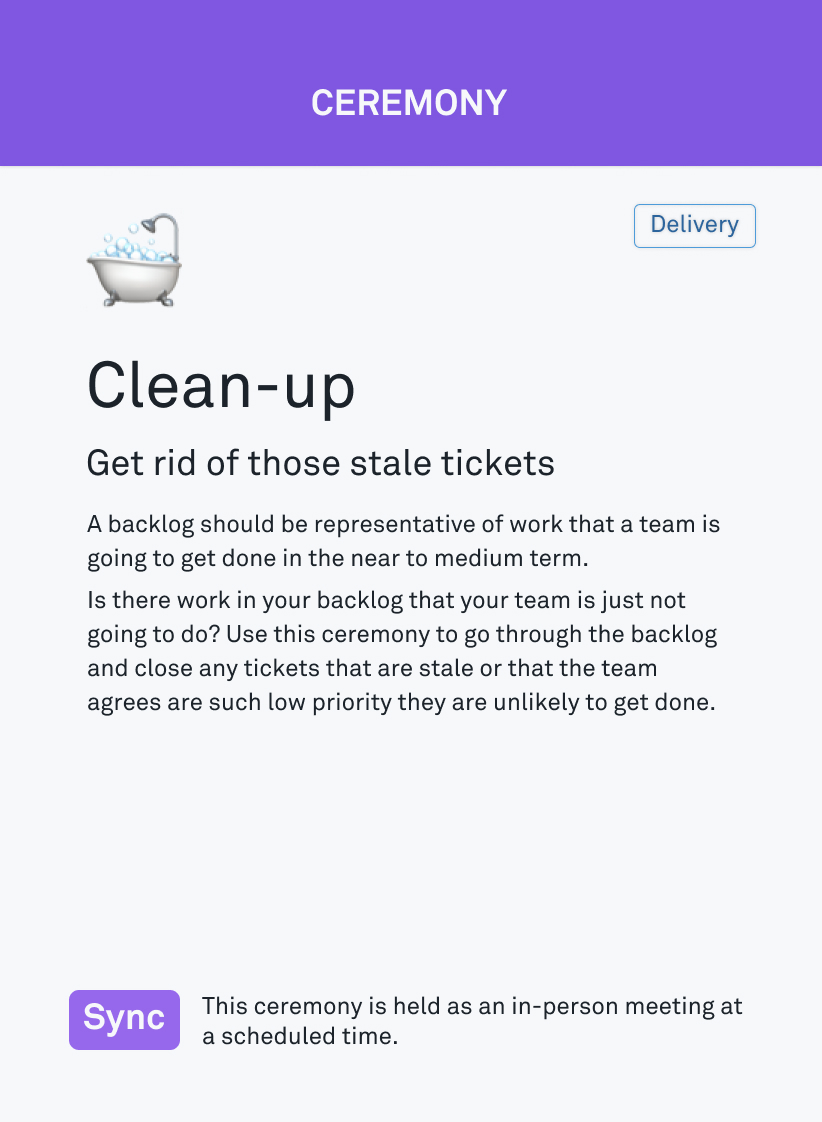 CEREMONY
Delivery
Clean-up
Get rid of those stale tickets
A backlog should be representative of work that a team is
going to get done in the near to medium term.
Is there work in your backlog that your team is just not
going to do? Use this ceremony to go through the backlog
and close any tickets that are stale or that the team
agrees are such low priority they are unlikely to get done.
Sync
This ceremony is held as an in-person meeting at
a scheduled time.